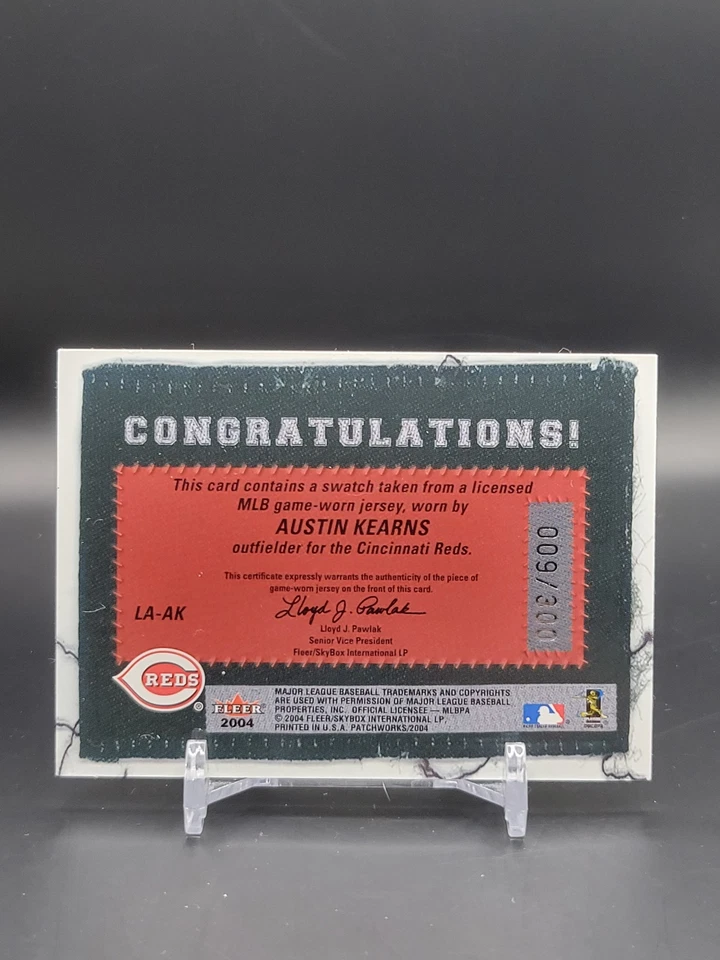 CONGRATULATIONS!
This card contains a swatch taken from a licensed
MLB game-worn jersey, worn by
AUSTIN KEARNS
outfielder for the Cincinnati Reds.
009/300
This certificate expressly warrants the authenticity of the piece of
game-worn jersey on the front of this card.
LA-AK
Lloyd J. Pawlak
Lloyd J. Pawlak
Senior Vice President
Fleer/SkyBox International LP
REDS
®
FLEER
2004
MAJOR LEAGUE BASEBALL TRADEMARKS AND COPYRIGHTS
ARE USED WITH PERMISSION OF MAJOR LEAGUE BASEBALL
PROPERTIES, INC. OFFICIAL LICENSEE — MLBPA
© 2004 FLEER/SKYBOX INTERNATIONAL LP.
PRINTED IN U.S.A. PATCHWORKS/2004